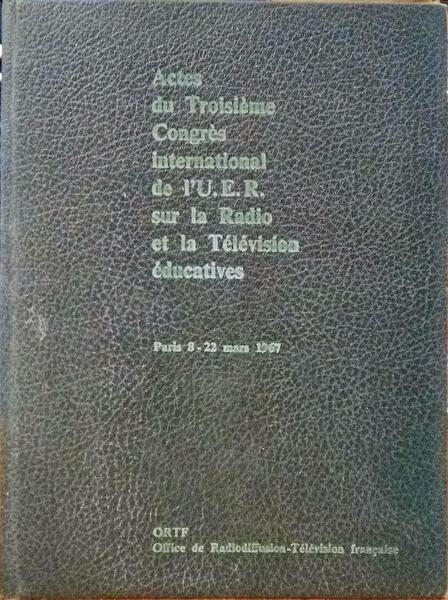 Actes
du Troisième
Congrès
international
de l'U.E.R.
sur la Radio
et la Télévision
éducatives
Paris 8-22 mars 1967
ORTF
Office de Radiodiffusion-Télévision française